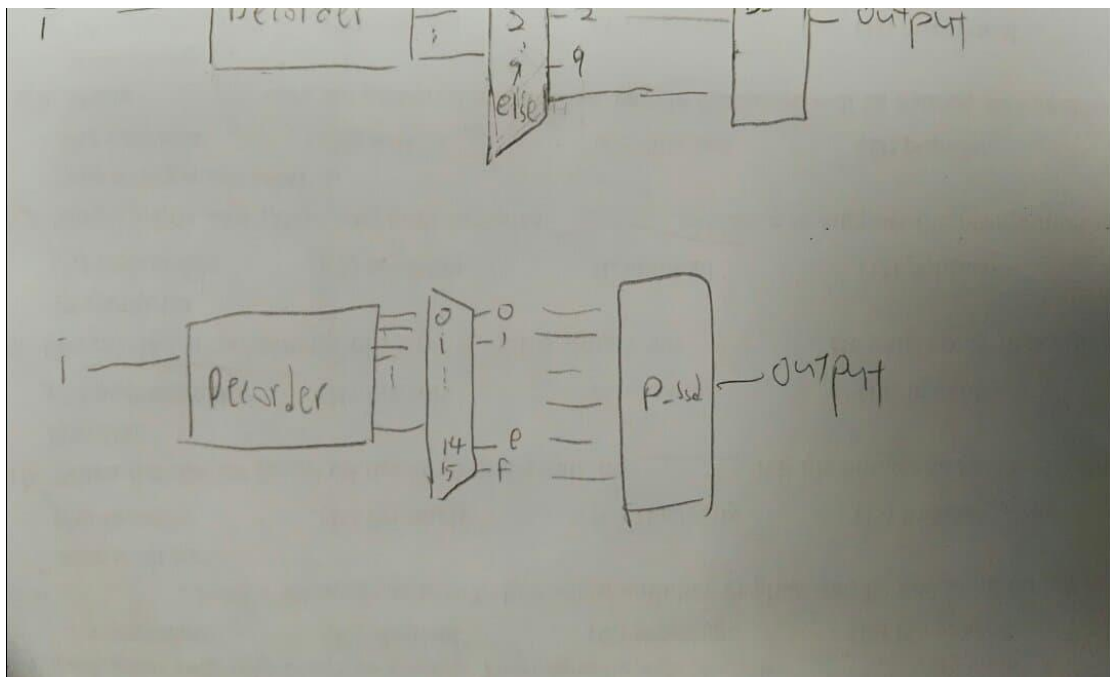 i Decorder 2 2 output
9 9
else
0 0
i Decorder 1 1 P_ssd output
14 e
15 f